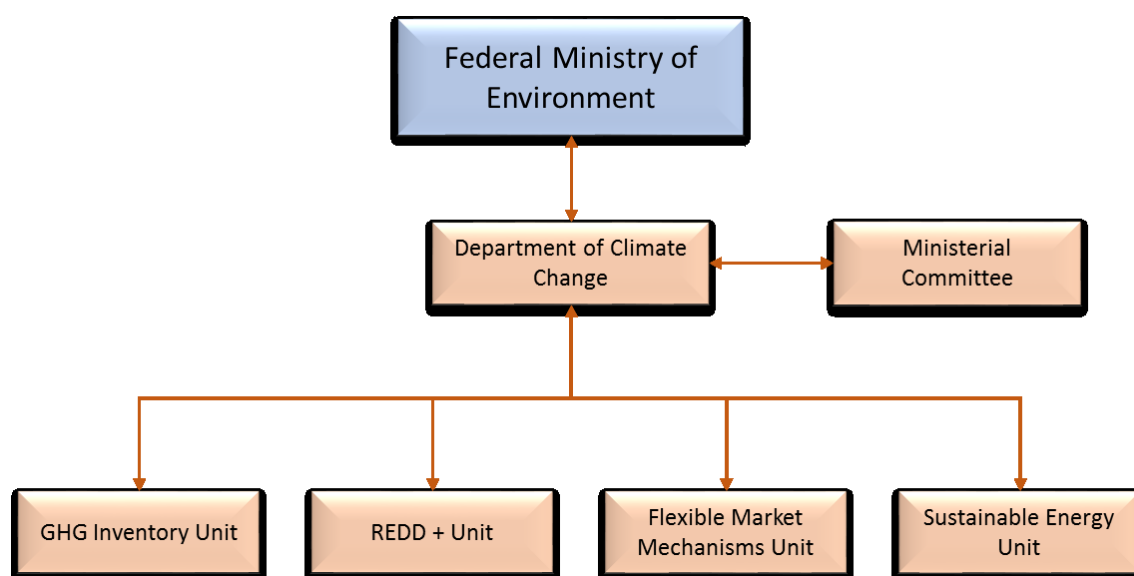 Federal Ministry of
Environment
Department of Climate
Change
Ministerial
Committee
GHG Inventory Unit
REDD + Unit
Flexible Market
Mechanisms Unit
Sustainable Energy
Unit